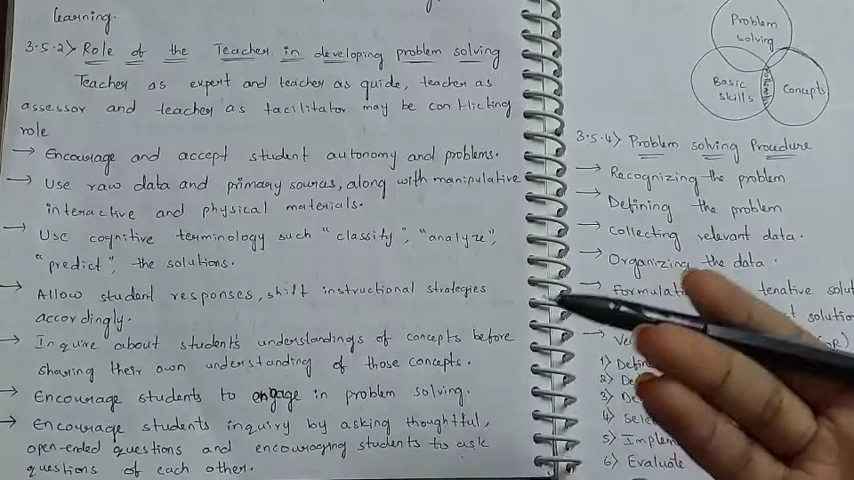 learning.
3.5.2> Role of the Teacher in developing problem solving
Teacher as expert and teacher as guide, teacher as
assessor and teacher as facilitator may be conflicting
role
→ Encourage and accept student autonomy and problems.
→ Use raw data and primary sources, along with manipulative
interactive and physical materials.
→ Use cognitive terminology such "classify", "analyze",
"predict", the solutions.
→ Allow student responses, shift instructional strategies
accordingly.
→ Inquire about students understandings of concepts before
sharing their own understanding of those concepts.
→ Encourage students to engage in problem solving.
→ Encourage students inquiry by asking thoughtful,
open-ended questions and encouraging students to ask
questions of each other.
Problem
solving
Basic
skills
Concepts
3.5.4> Problem solving Procedure
→ Recognizing the problem
→ Defining the problem
→ Collecting relevant data.
→ Organizing the data.
→ tenative
→
1>
2>
3>
4>
5>
6> Evaluate